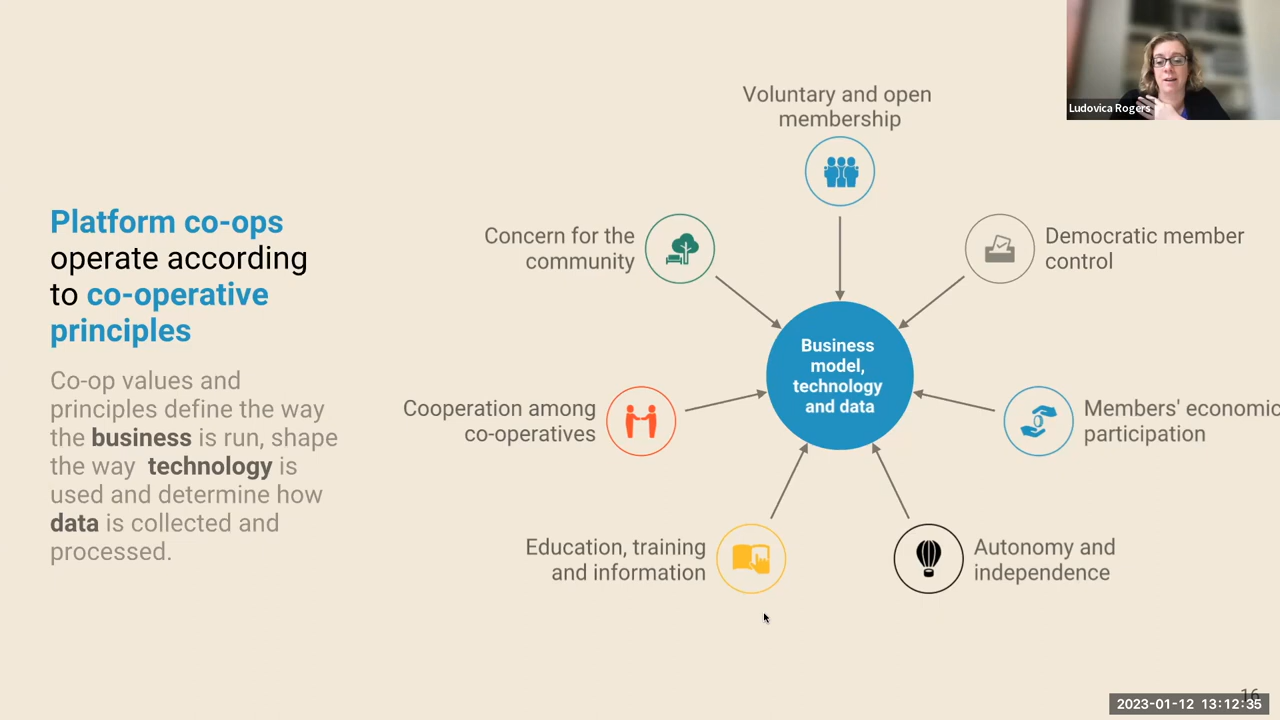 Ludovica Rogers
Platform co-ops
operate according
to co-operative
principles
Co-op values and
principles define the way
the business is run, shape
the way technology is
used and determine how
data is collected and
processed.
Voluntary and open
membership
Democratic member
control
Members' economic
participation
Autonomy and
independence
Education, training
and information
Cooperation among
co-operatives
Concern for the
community
Business
model,
technology
and data
16
2023-01-12 13:12:35